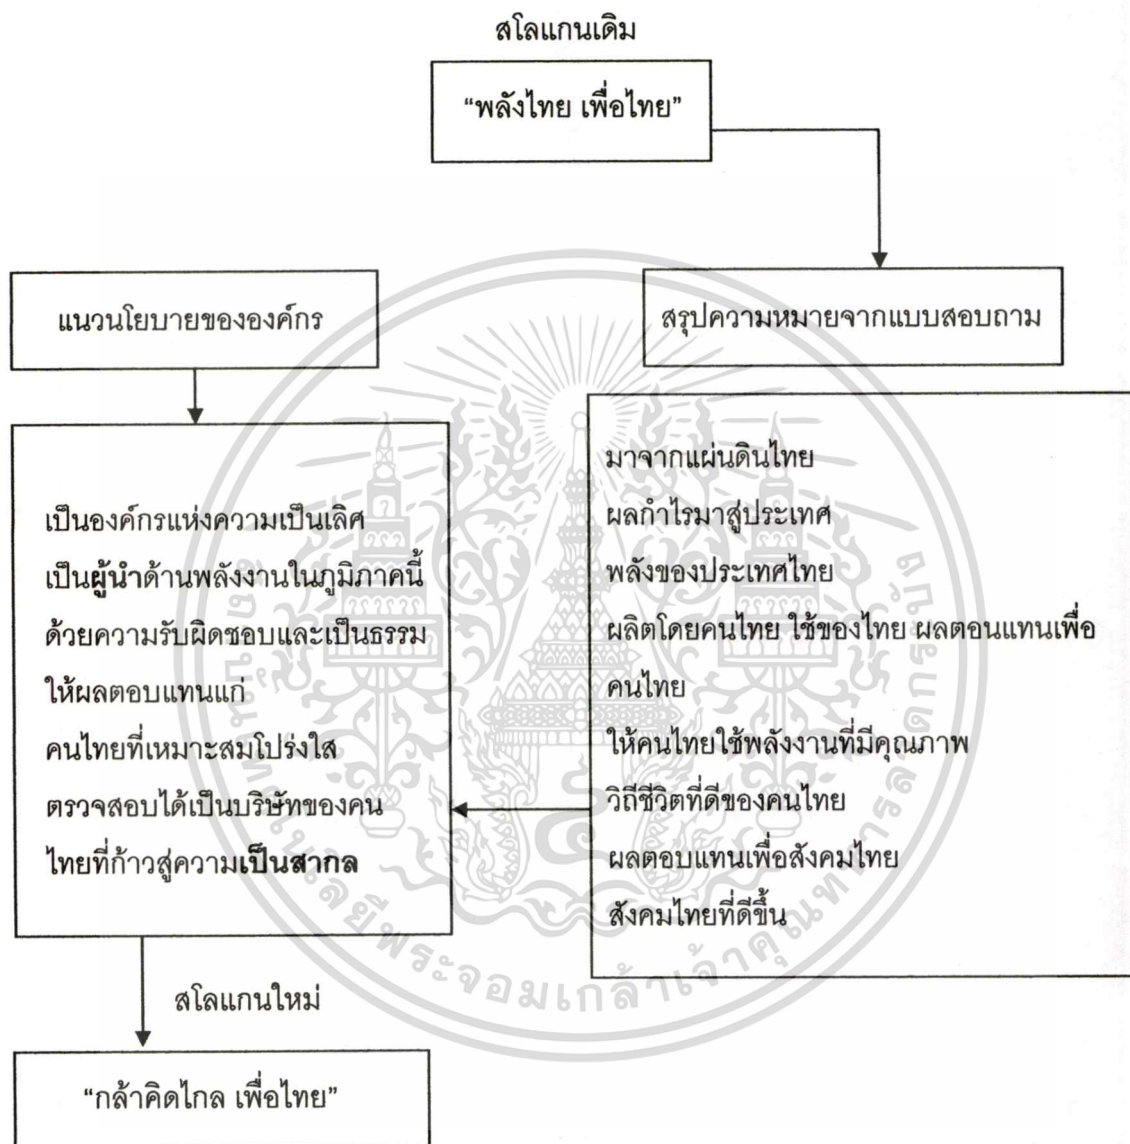 สโลแกนเดิม
“พลังไทย เพื่อไทย”
แนวนโยบายขององค์กร
สรุปความหมายจากแบบสอบถาม
เป็นองค์กรแห่งความเป็นเลิศ
เป็นผู้นำด้านพลังงานในภูมิภาคนี้
ด้วยความรับผิดชอบและเป็นธรรม
ให้ผลตอบแทนแก่
คนไทยที่เหมาะสมโปร่งใส
ตรวจสอบได้เป็นบริษัทของคน
ไทยที่ก้าวสู่ความเป็นสากล
มาจากแผ่นดินไทย
ผลกำไรมาสู่ประเทศ
พลังของประเทศไทย
ผลิตโดยคนไทย ใช้ของไทย ผลตอนแทนเพื่อ
คนไทย
ให้คนไทยใช้พลังงานที่มีคุณภาพ
วิถีชีวิตที่ดีของคนไทย
ผลตอบแทนเพื่อสังคมไทย
สังคมไทยที่ดีขึ้น
สโลแกนใหม่
“กล้าคิดไกล เพื่อไทย”